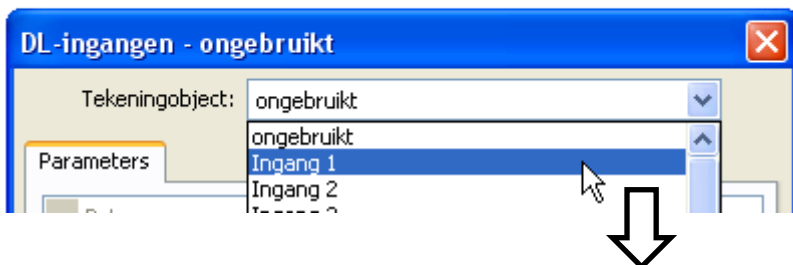 DL-ingangen - ongebruikt
Tekeningobject: ongebruikt
ongebruikt
Parameters
Ingang 1
Ingang 2